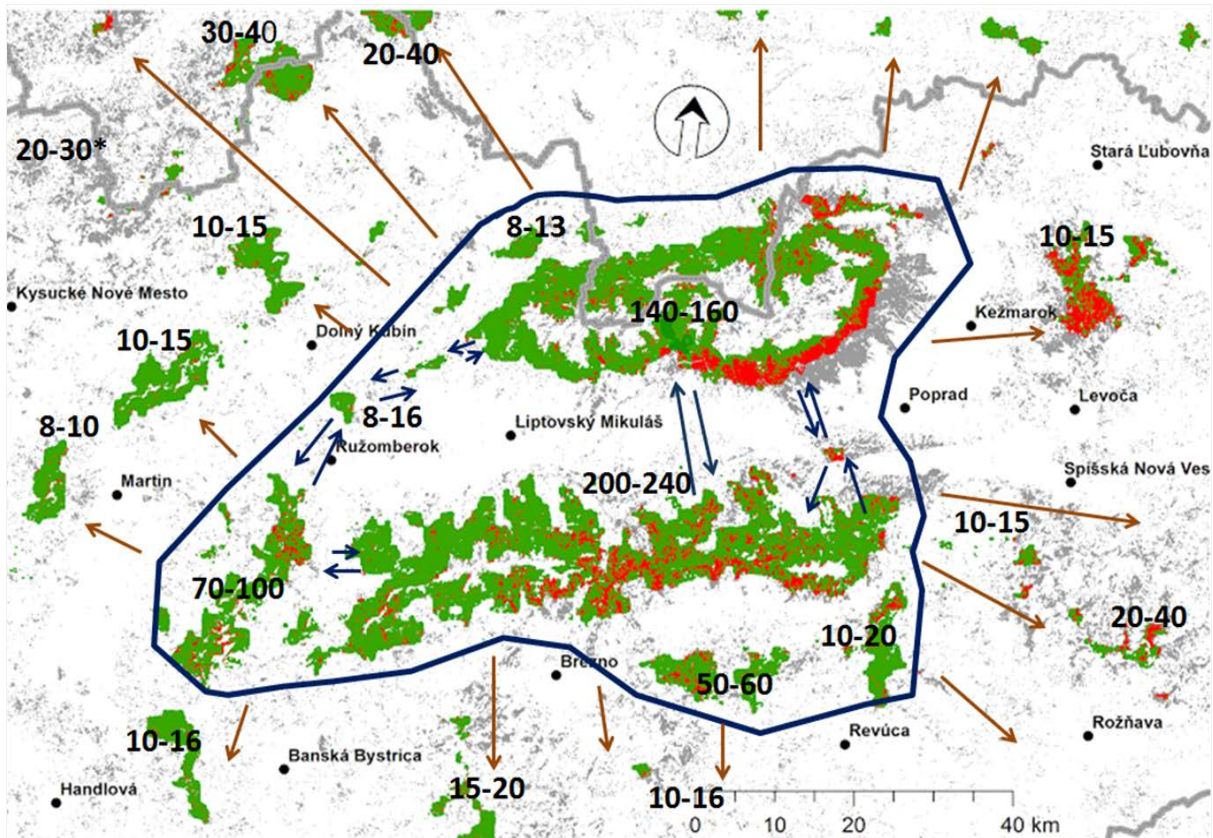 30-40
20-40
20-30*
Stará Ľubovňa
10-15
8-13
10-15
Kysucké Nové Mesto
140-160
Kežmarok
Dolný Kubín
10-15
Poprad
Levoča
8-10
8-16
Liptovský Mikuláš
Ružomberok
Martin
Spišská Nová Ves
200-240
10-15
70-100
20-40
10-20
Brezno
50-60
10-16
Banská Bystrica
Revúca
Rožňava
Handlová
15-20
10-16
0 10 20 40 km